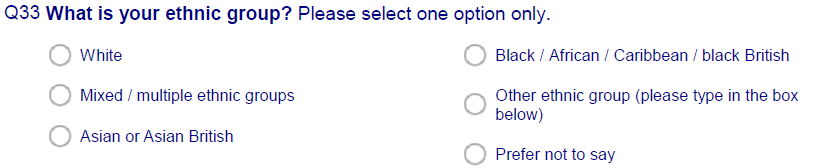 Q33 What is your ethnic group? Please select one option only.
White
Mixed / multiple ethnic groups
Asian or Asian British
Black / African / Caribbean / black British
Other ethnic group (please type in the box
below)
Prefer not to say